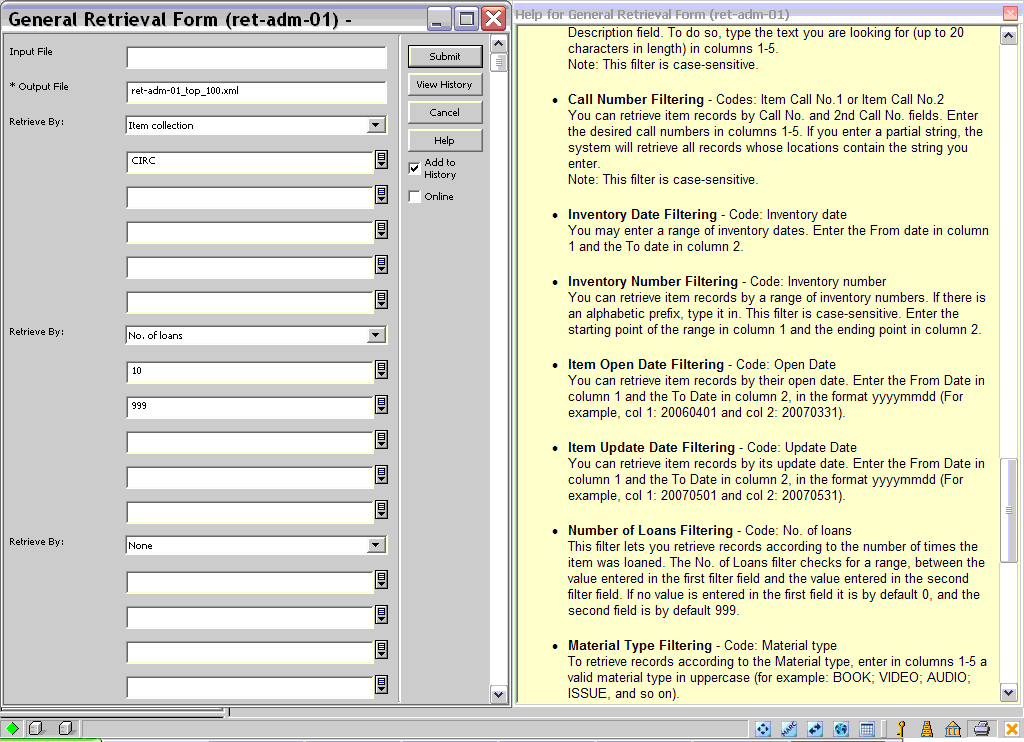 General Retrieval Form (ret-adm-01) -
Input File
* Output File
ret-adm-01_top_100.xml
Retrieve By:
Item collection
CIRC
Retrieve By:
No. of loans
10
999
Retrieve By:
None
Submit
View History
Cancel
Help
Add to
History
Online
Help for General Retrieval Form (ret-adm-01)
Description field. To do so, type the text you are looking for (up to 20
characters in length) in columns 1-5.
Note: This filter is case-sensitive.
• Call Number Filtering - Codes: Item Call No.1 or Item Call No.2
You can retrieve item records by Call No. and 2nd Call No. fields. Enter
the desired call numbers in columns 1-5. If you enter a partial string, the
system will retrieve all records whose locations contain the string you
enter.
Note: This filter is case-sensitive.
• Inventory Date Filtering - Code: Inventory date
You may enter a range of inventory dates. Enter the From date in column
1 and the To date in column 2.
• Inventory Number Filtering - Code: Inventory number
You can retrieve item records by a range of inventory numbers. If there is
an alphabetic prefix, type it in. This filter is case-sensitive. Enter the
starting point of the range in column 1 and the ending point in column 2.
• Item Open Date Filtering - Code: Open Date
You can retrieve item records by their open date. Enter the From Date in
column 1 and the To Date in column 2, in the format yyyymmdd (For
example, col 1: 20060401 and col 2: 20070331).
• Item Update Date Filtering - Code: Update Date
You can retrieve item records by its update date. Enter the From Date in
column 1 and the To Date in column 2, in the format yyyymmdd (For
example, col 1: 20070501 and col 2: 20070531).
• Number of Loans Filtering - Code: No. of loans
This filter lets you retrieve records according to the number of times the
item was loaned. The No. of Loans filter checks for a range, between the
value entered in the first filter field and the value entered in the second
filter field. If no value is entered in the first field it is by default 0, and the
second field is by default 999.
• Material Type Filtering - Code: Material type
To retrieve records according to the Material type, enter in columns 1-5 a
valid material type in uppercase (for example: BOOK; VIDEO; AUDIO;
ISSUE, and so on).
MARC